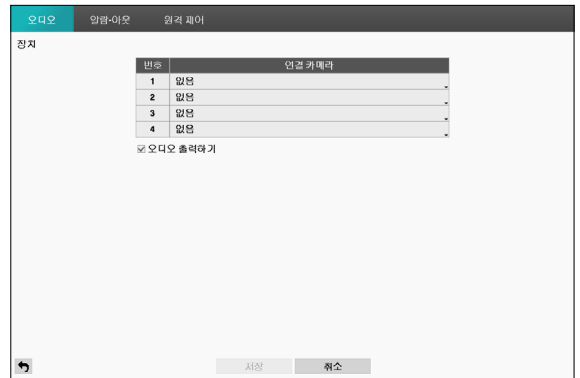 오디오 알람-아웃 원격 제어
장치
번호 연결 카메라
1 없음
2 없음
3 없음
4 없음
오디오 출력하기
저장 취소